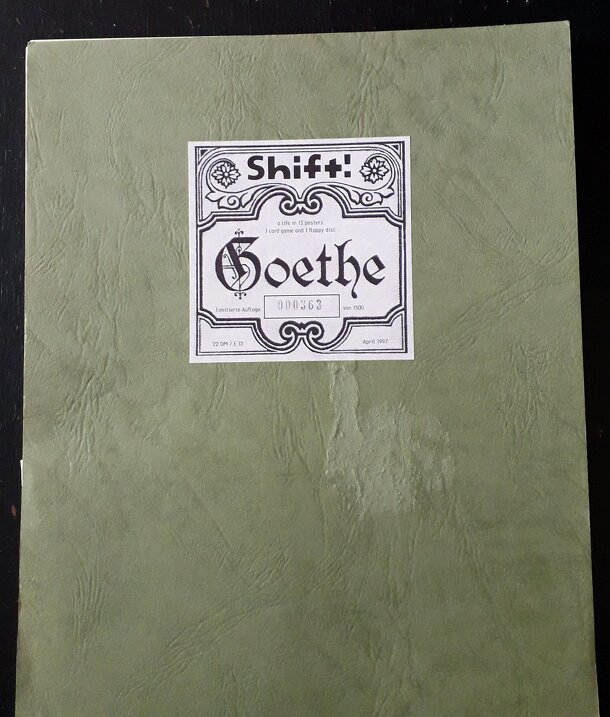 Shift!
a life in 13 posters
1 card game and 1 floppy disc...
Goethe
Limitierte Auflage 000363 von 1500
22 DM / £ 12 April 1997